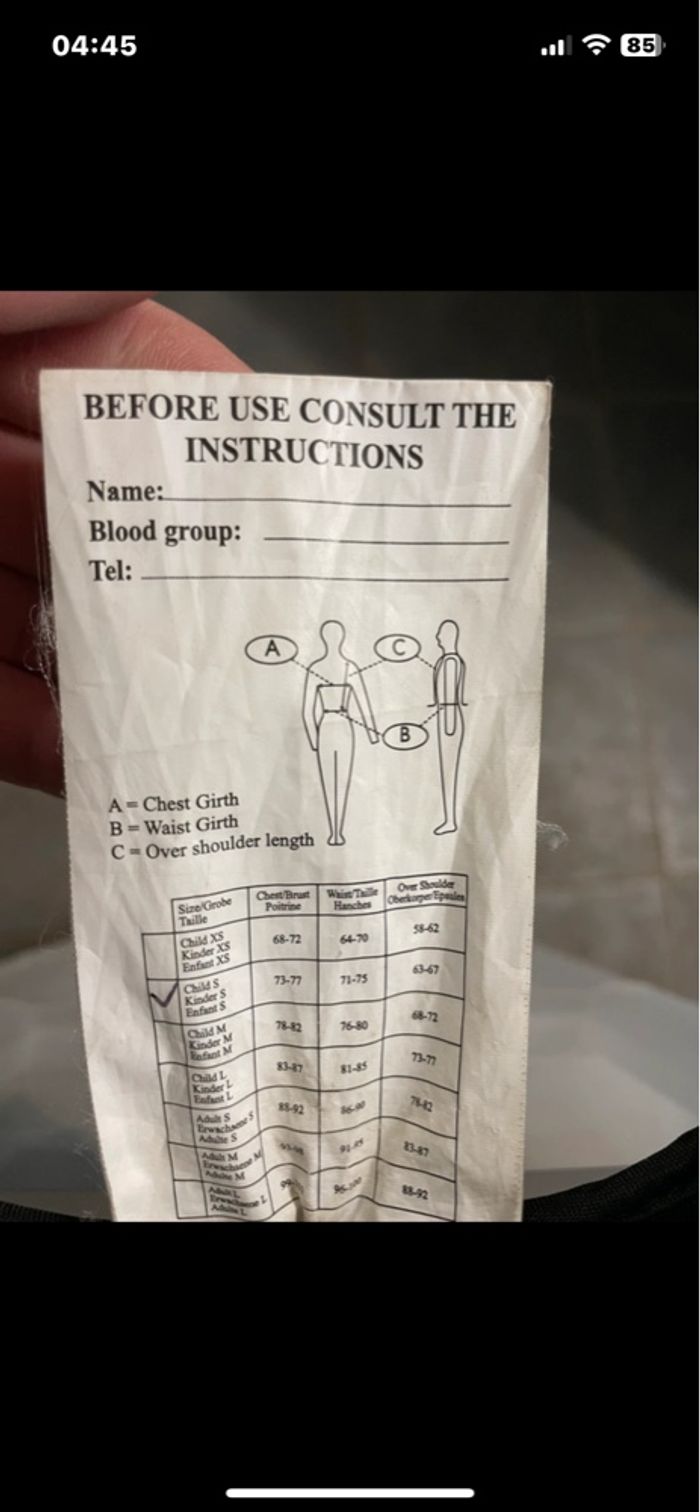 04:45
85
BEFORE USE CONSULT THE
INSTRUCTIONS
Name:
Blood group:
Tel:
A
C
B
A = Chest Girth
B = Waist Girth
C = Over shoulder length
Size/Grobe Taille
Chest/Brust Poitrine
Waist/Taille Hanches
Over Shoulder Oberkorper/Epaules
Child XS Kinder XS Enfant XS
68-72
64-70
58-62
Child S Kinder S Enfant S
73-77
71-75
63-67
Child M Kinder M Enfant M
78-82
76-80
68-72
Child L Kinder L Enfant L
83-87
81-85
73-77
Adult S Erwachsene S Adulte S
88-92
86-90
78-82
Adult M Erwachsene M Adulte M
83-87
Adult L Erwachsene L Adulte L
96-100
88-92